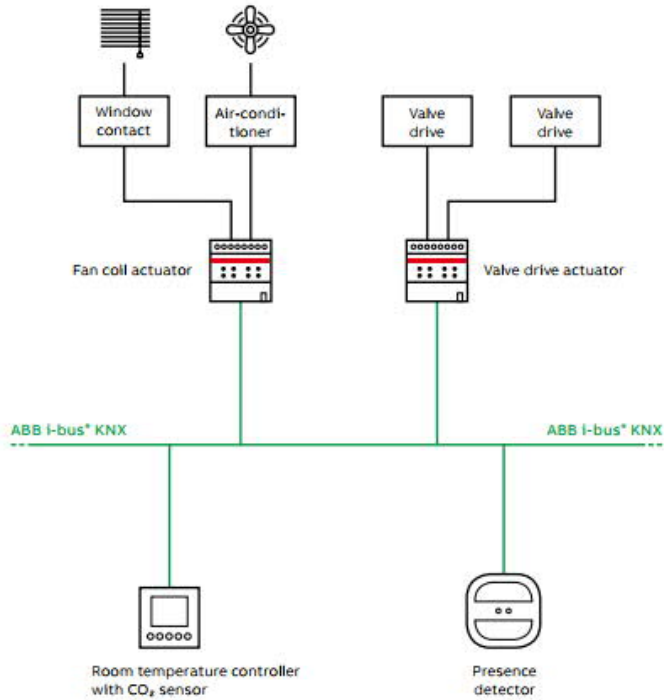 Window
contact
Air-condi-
tioner
Valve
drive
Valve
drive
Fan coil actuator
Valve drive actuator
ABB i-bus® KNX
ABB i-bus® KNX
Room temperature controller
with CO₂ sensor
Presence
detector